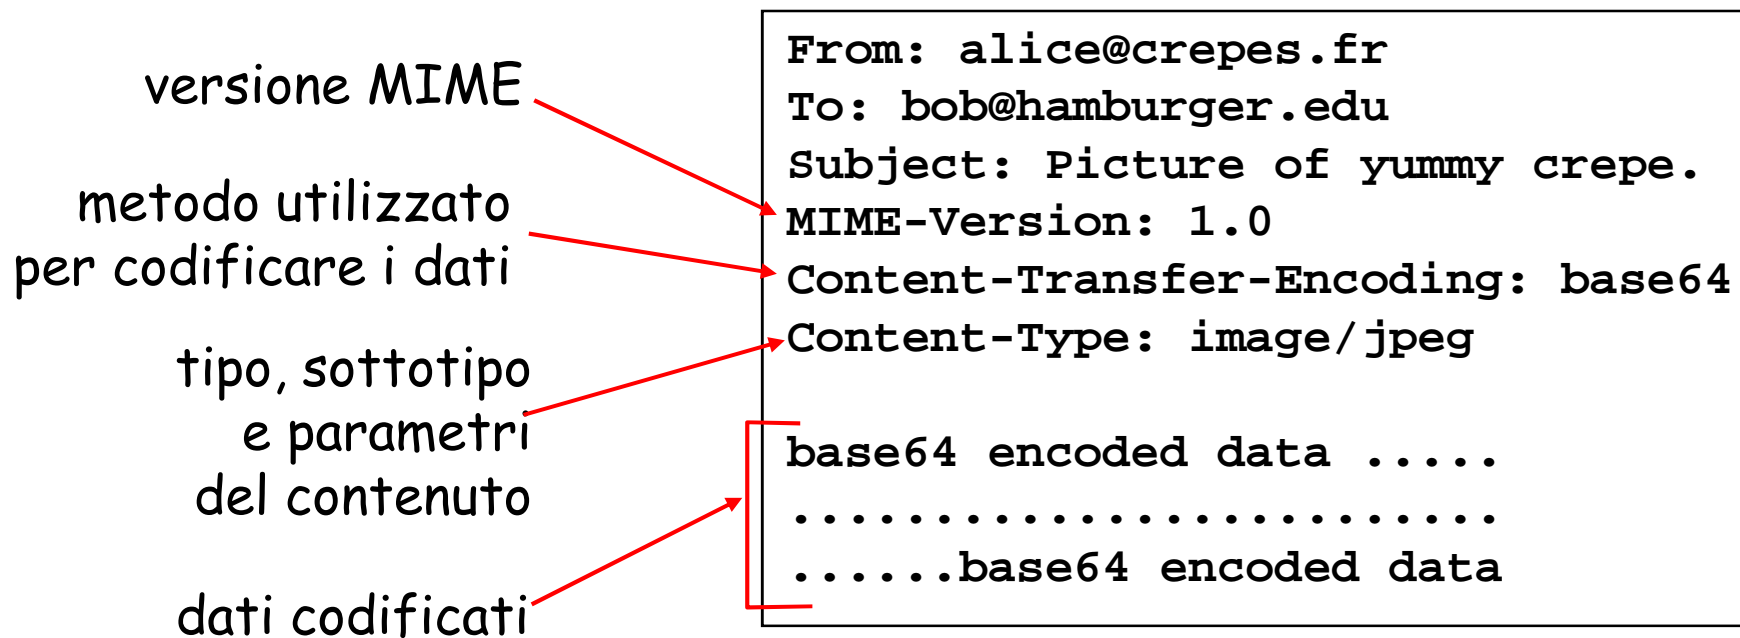 versione MIME
metodo utilizzato
per codificare i dati
tipo, sottotipo
e parametri
del contenuto
dati codificati
From: alice@crepes.fr
To: bob@hamburger.edu
Subject: Picture of yummy crepe.
MIME-Version: 1.0
Content-Transfer-Encoding: base64
Content-Type: image/jpeg
base64 encoded data .....
.........................
......base64 encoded data